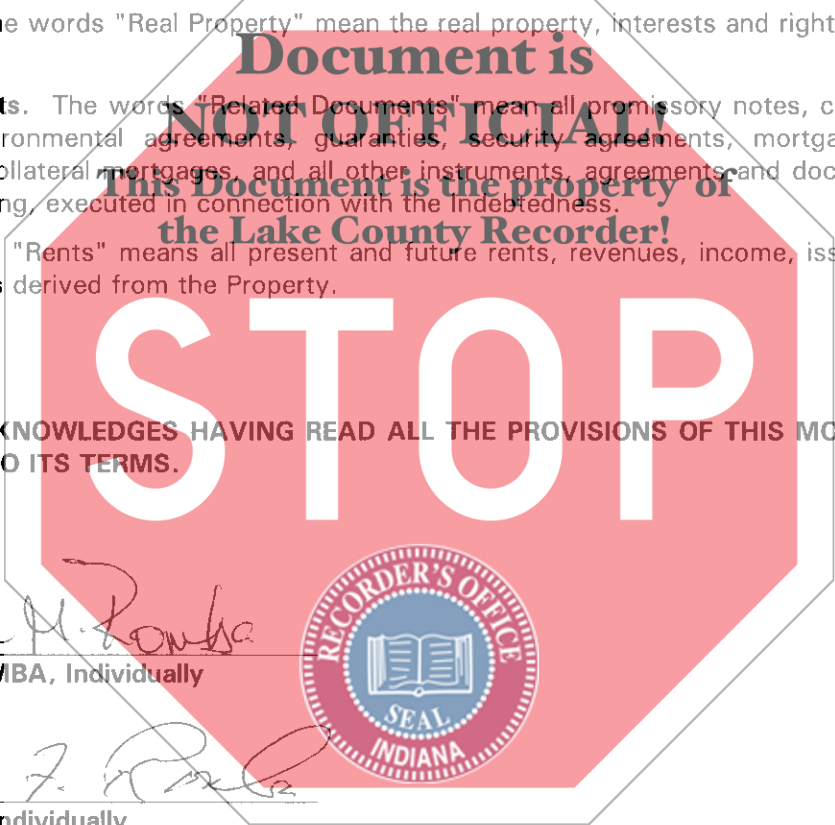 e words "Real Property" mean the real property, interests and right
Document is
ts. The words "Related Documents" mean all promissory notes, c
NOT OFFICIAL!
ronmental agreements, guaranties, security agreements, mortga
ollateral mortgages, and all other instruments, agreements and doc
This Document is the property of
ng, executed in connection with the Indebtedness.
the Lake County Recorder!
"Rents" means all present and future rents, revenues, income, iss
s derived from the Property.
STOP
KNOWLEDGES HAVING READ ALL THE PROVISIONS OF THIS MO
O ITS TERMS.
RECORDER'S OFFICE
M. Romba
MBA, Individually
SEAL
INDIANA
F. Romba
ndividually